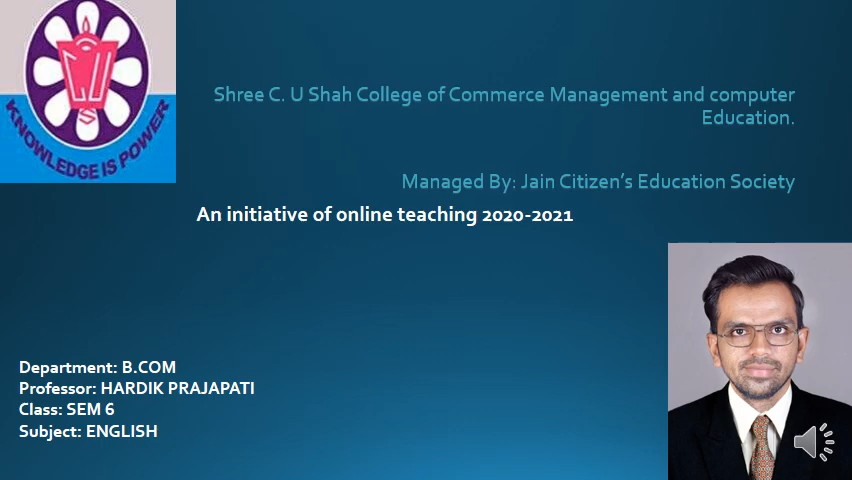 KNOWLEDGE IS POWER
Shree C. U Shah College of Commerce Management and computer
Education.
Managed By: Jain Citizen’s Education Society
An initiative of online teaching 2020-2021
Department: B.COM
Professor: HARDIK PRAJAPATI
Class: SEM 6
Subject: ENGLISH